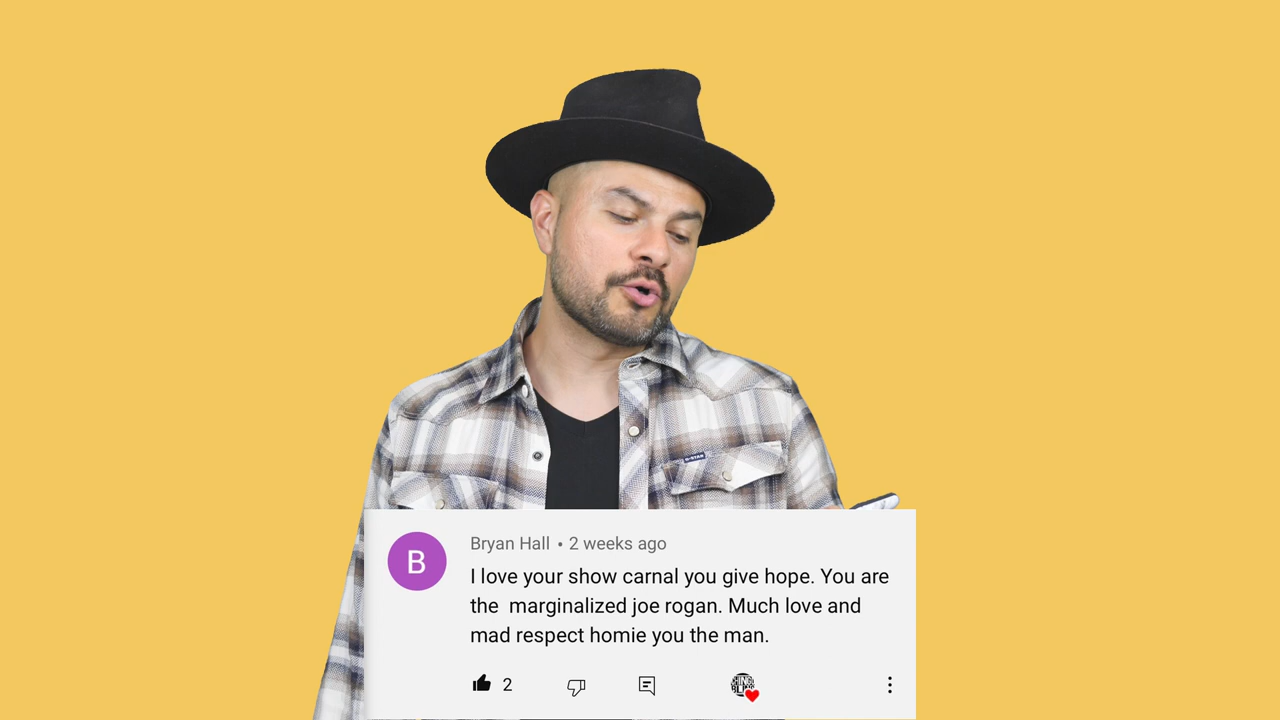 G-STAR
B
Bryan Hall • 2 weeks ago
I love your show carnal you give hope. You are
the  marginalized joe rogan. Much love and
mad respect homie you the man.
2